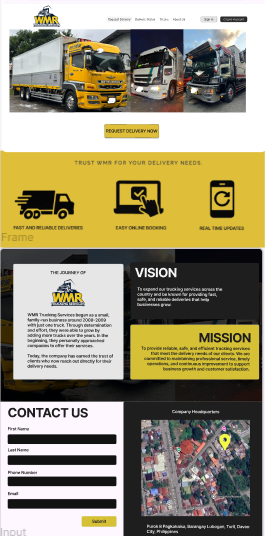 WMR
Request Delivery
Delivery Status
Prices
About Us
Sign In
Create Account
REQUEST DELIVERY NOW
TRUST WMR FOR YOUR DELIVERY NEEDS.
FAST AND RELIABLE DELIVERIES
EASY ONLINE BOOKING
REAL TIME UPDATES
Frame
THE JOURNEY OF
WMR
WMR Trucking Services began as a small,
family-run business around 2008-2009
with just one truck. Through determination
and effort, they were able to grow by
adding more trucks over the years. In the
beginning, they personally approached
companies to offer their services.
Today, the company has earned the trust of
clients who now reach out directly for their
delivery needs.
VISION
To expand our trucking services across the
country and be known for providing fast,
safe, and reliable deliveries that help
businesses grow.
MISSION
To provide reliable, safe, and efficient trucking services
that meet the delivery needs of our clients. We are
committed to maintaining professional service, timely
operations, and continuous improvement to support
business growth and customer satisfaction.
CONTACT US
First Name
Last Name
Phone Number
Email
Submit
Company Headquarters
Purok 8 Pagkakaisa, Barangay Lubogan, Toril, Davao
City, Philippines
Input